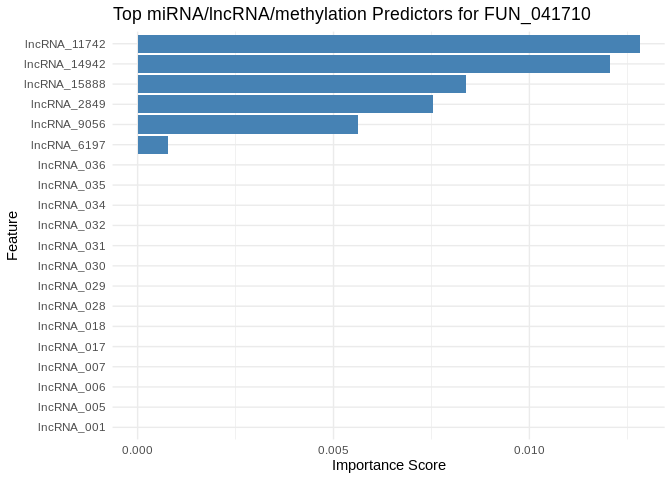 Top miRNA/lncRNA/methylation Predictors for FUN_041710
lncRNA_11742
lncRNA_14942
lncRNA_15888
lncRNA_2849
lncRNA_9056
lncRNA_6197
lncRNA_036
lncRNA_035
lncRNA_034
lncRNA_032
lncRNA_031
lncRNA_030
lncRNA_029
lncRNA_028
lncRNA_018
lncRNA_017
lncRNA_007
lncRNA_006
lncRNA_005
lncRNA_001
Feature
0.000 0.005 0.010
Importance Score